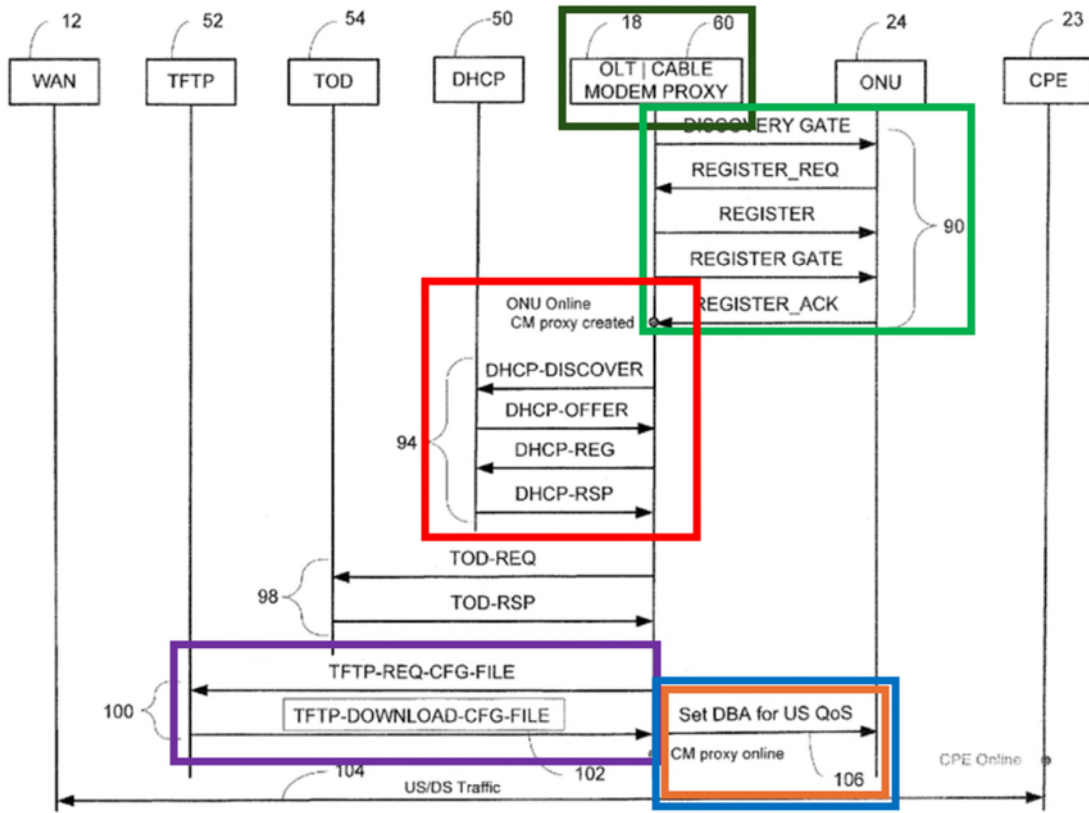 12
52
54
50
18
60
24
23
WAN
TFTP
TOD
DHCP
OLT | CABLE
MODEM PROXY
ONU
CPE
DISCOVERY GATE
REGISTER_REQ
REGISTER
90
REGISTER GATE
ONU Online
REGISTER_ACK
CM proxy created
DHCP-DISCOVER
DHCP-OFFER
94
DHCP-REG
DHCP-RSP
TOD-REQ
98
TOD-RSP
TFTP-REQ-CFG-FILE
100
TFTP-DOWNLOAD-CFG-FILE
Set DBA for US QoS
CM proxy online
CPE Online
104
102
106
US/DS Traffic